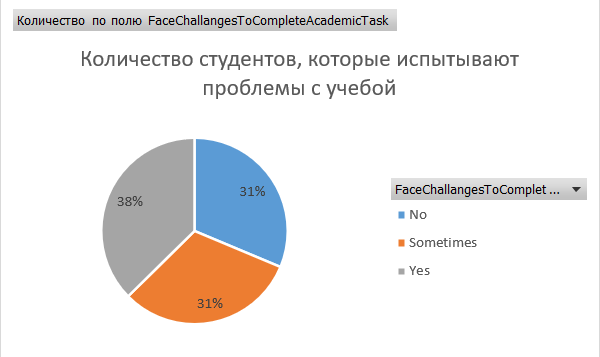 Количество по полю FaceChallangesToCompleteAcademicTask
Количество студентов, которые испытывают
проблемы с учебой
31%
38%
31%
FaceChallangesToComplet ...
No
Sometimes
Yes